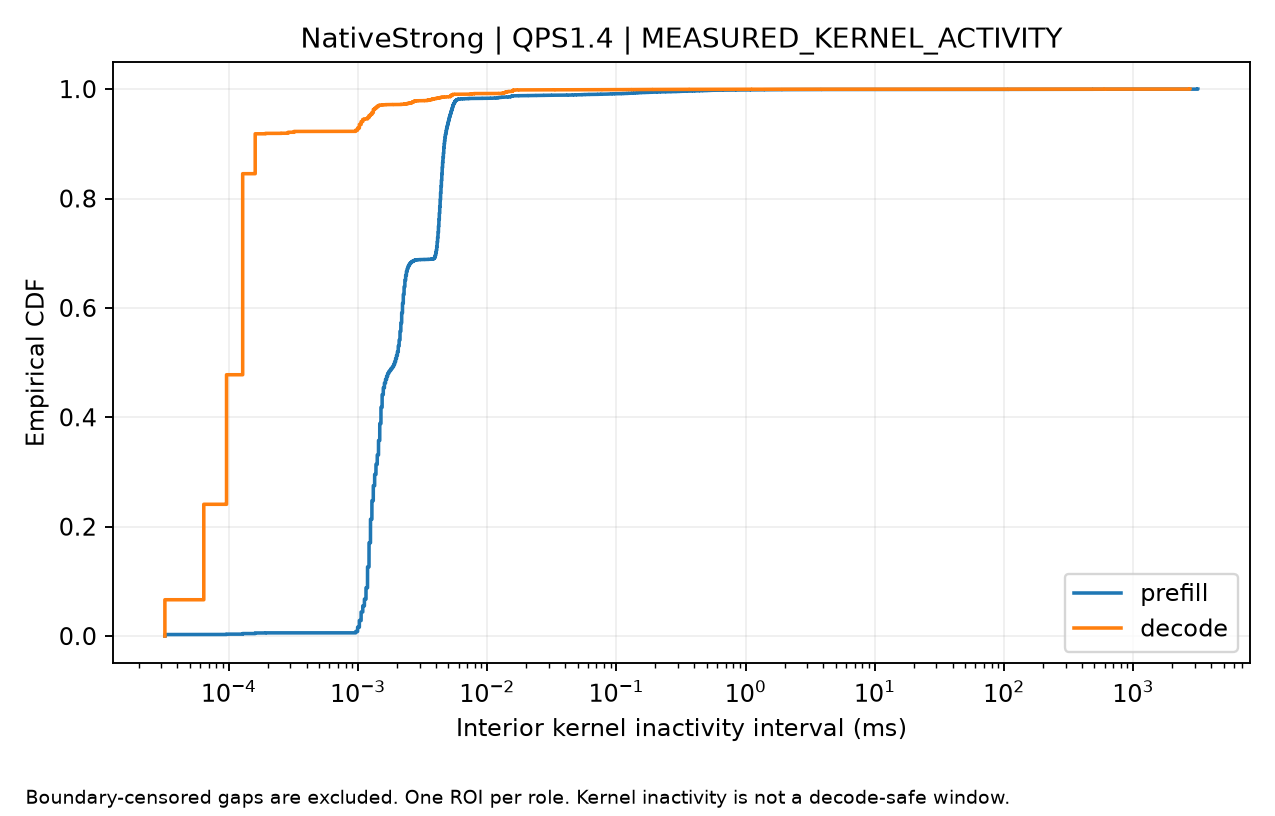 NativeStrong | QPS1.4 | MEASURED_KERNEL_ACTIVITY
Empirical CDF
1.0
0.8
0.6
0.4
0.2
0.0
prefill
decode
10⁻⁴ 10⁻³ 10⁻² 10⁻¹ 10⁰ 10¹ 10² 10³
Interior kernel inactivity interval (ms)
Boundary-censored gaps are excluded. One ROI per role. Kernel inactivity is not a decode-safe window.